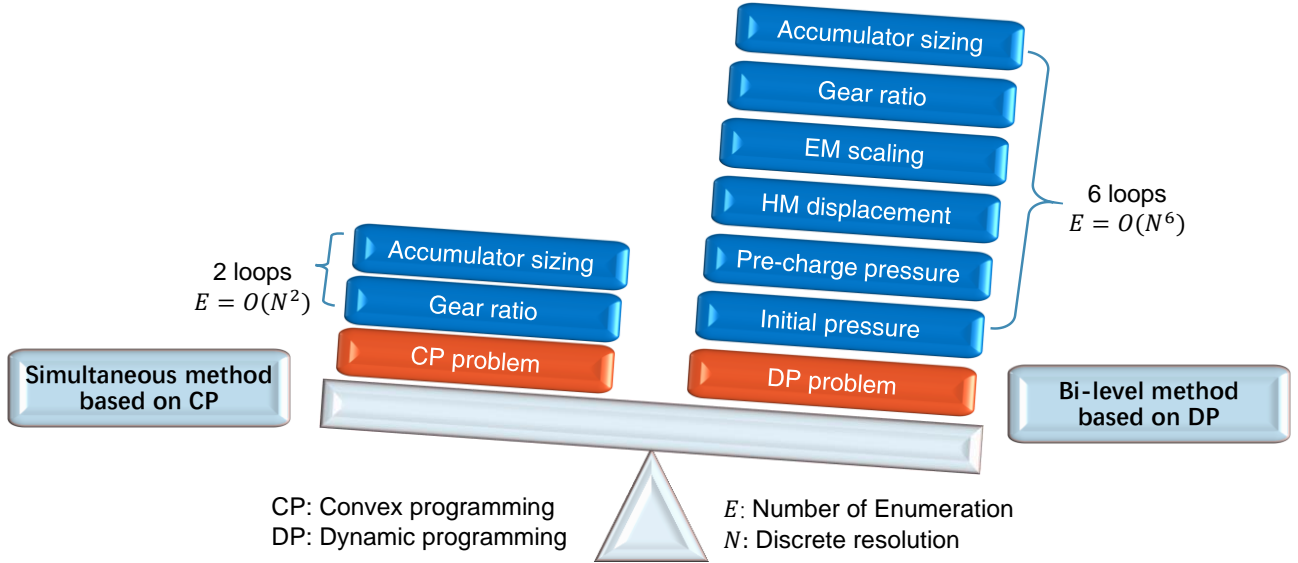 Accumulator sizing
Gear ratio
EM scaling
HM displacement
Pre-charge pressure
Initial pressure
DP problem
6 loops
E = O(N⁶)
Accumulator sizing
Gear ratio
CP problem
2 loops
E = O(N²)
Simultaneous method
based on CP
Bi-level method
based on DP
CP: Convex programming
DP: Dynamic programming
E: Number of Enumeration
N: Discrete resolution